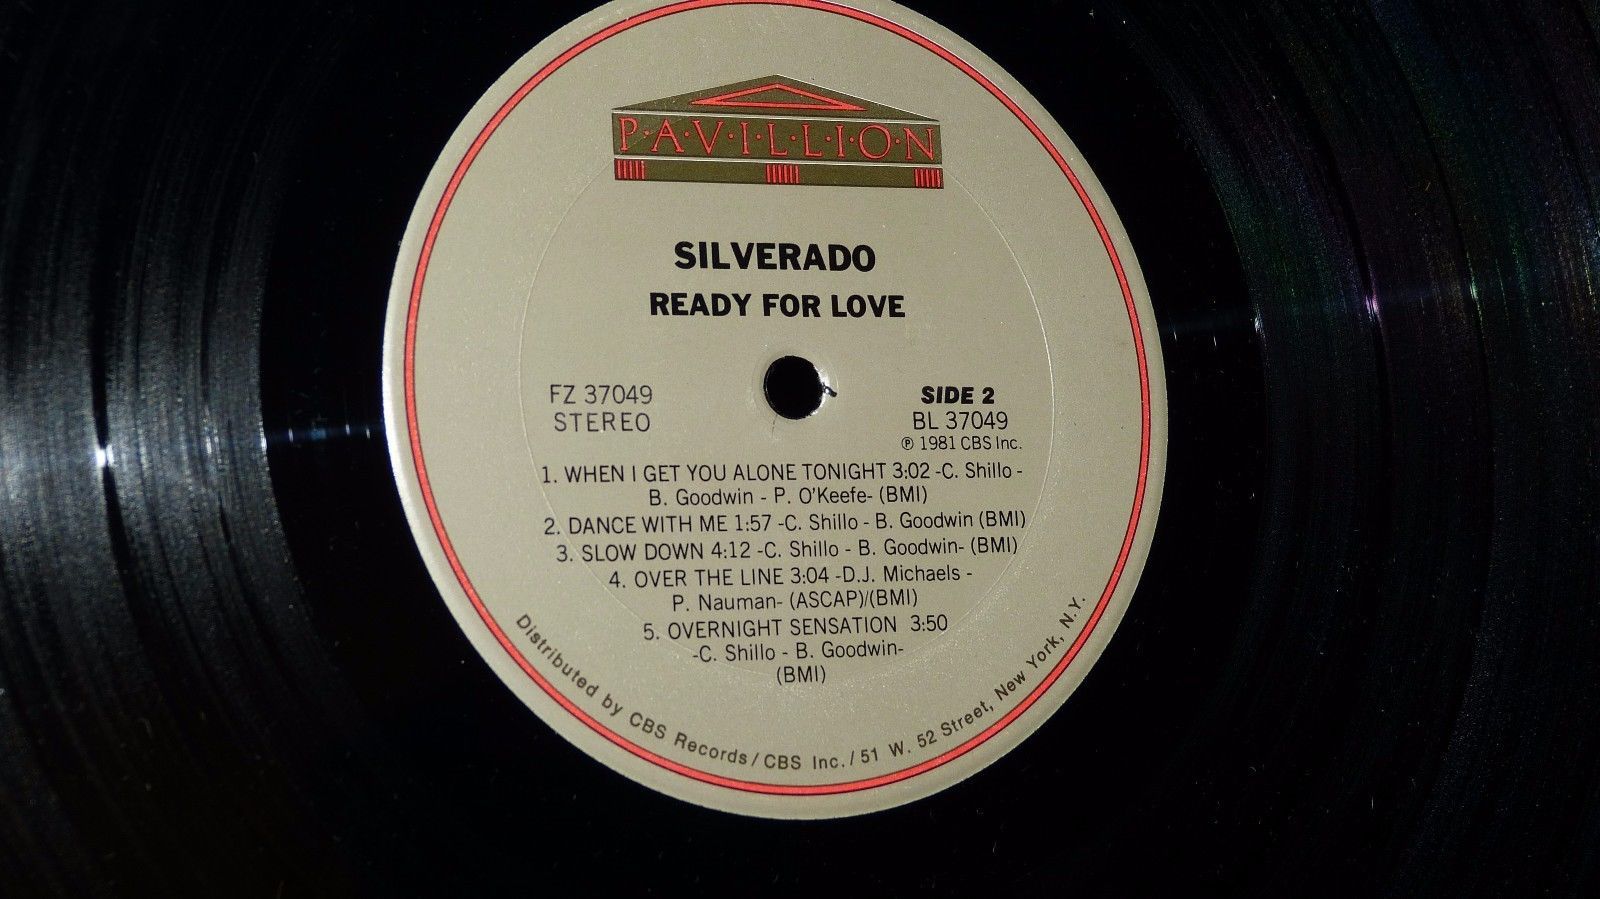 P·A·V·I·L·L·I·O·N
SILVERADO
READY FOR LOVE
FZ 37049
STEREO
SIDE 2
BL 37049
℗ 1981 CBS Inc.
1. WHEN I GET YOU ALONE TONIGHT 3:02 -C. Shillo -
B. Goodwin - P. O'Keefe- (BMI)
2. DANCE WITH ME 1:57 -C. Shillo - B. Goodwin (BMI)
3. SLOW DOWN 4:12 -C. Shillo - B. Goodwin- (BMI)
4. OVER THE LINE 3:04 -D.J. Michaels -
P. Nauman- (ASCAP)/(BMI)
5. OVERNIGHT SENSATION 3:50
-C. Shillo - B. Goodwin-
(BMI)
Distributed by CBS Records/CBS Inc./51 W. 52 Street, New York, N.Y.